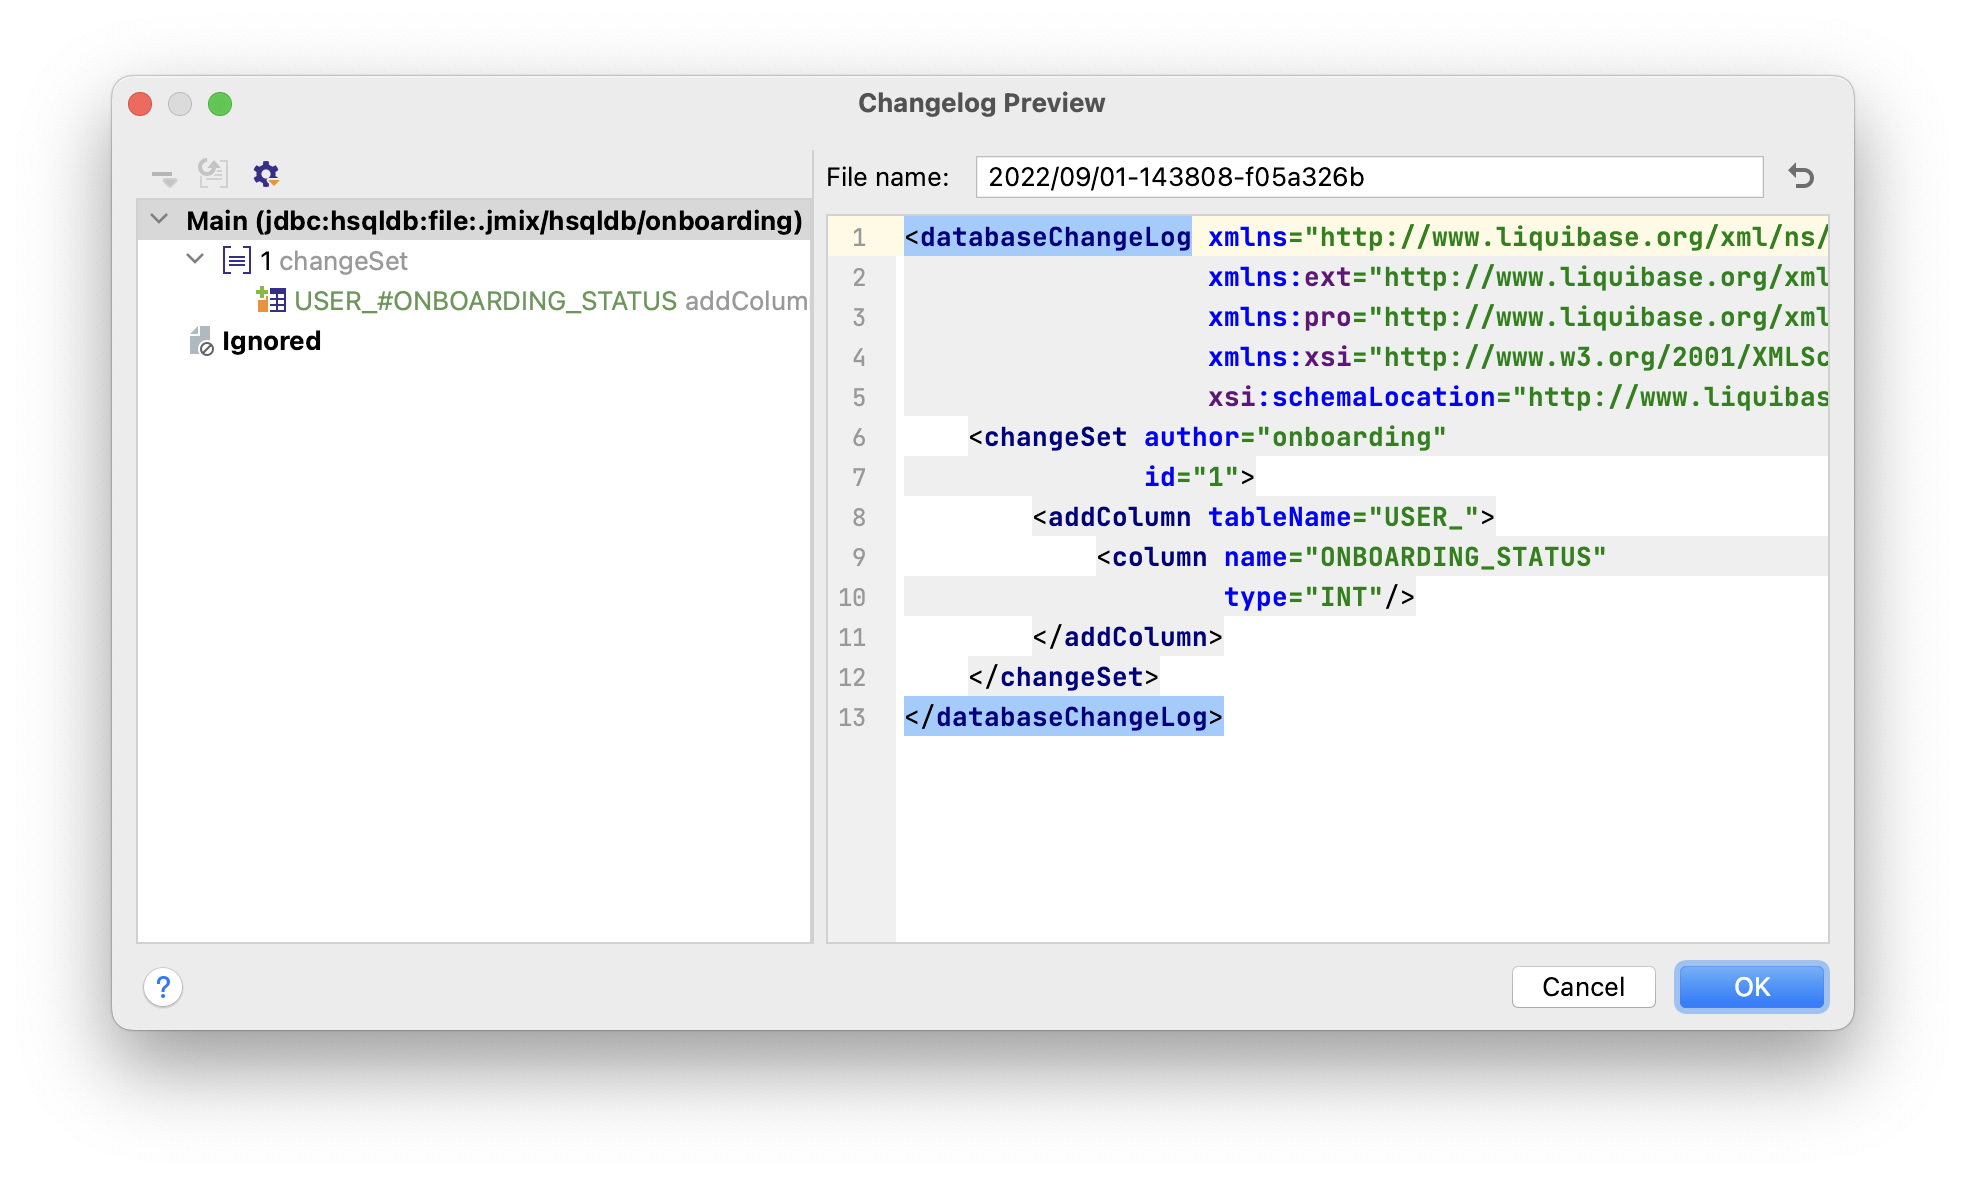 Changelog Preview
Main (jdbc:hsqldb:file:.jmix/hsqldb/onboarding)
1 changeSet
USER_#ONBOARDING_STATUS addColum
Ignored
File name: 2022/09/01-143808-f05a326b
1 <databaseChangeLog xmlns="http://www.liquibase.org/xml/ns/
2 xmlns:ext="http://www.liquibase.org/xml
3 xmlns:pro="http://www.liquibase.org/xml
4 xmlns:xsi="http://www.w3.org/2001/XMLSc
5 xsi:schemaLocation="http://www.liquibas
6 <changeSet author="onboarding"
7 id="1">
8 <addColumn tableName="USER_">
9 <column name="ONBOARDING_STATUS"
10 type="INT"/>
11 </addColumn>
12 </changeSet>
13 </databaseChangeLog>
?
Cancel
OK